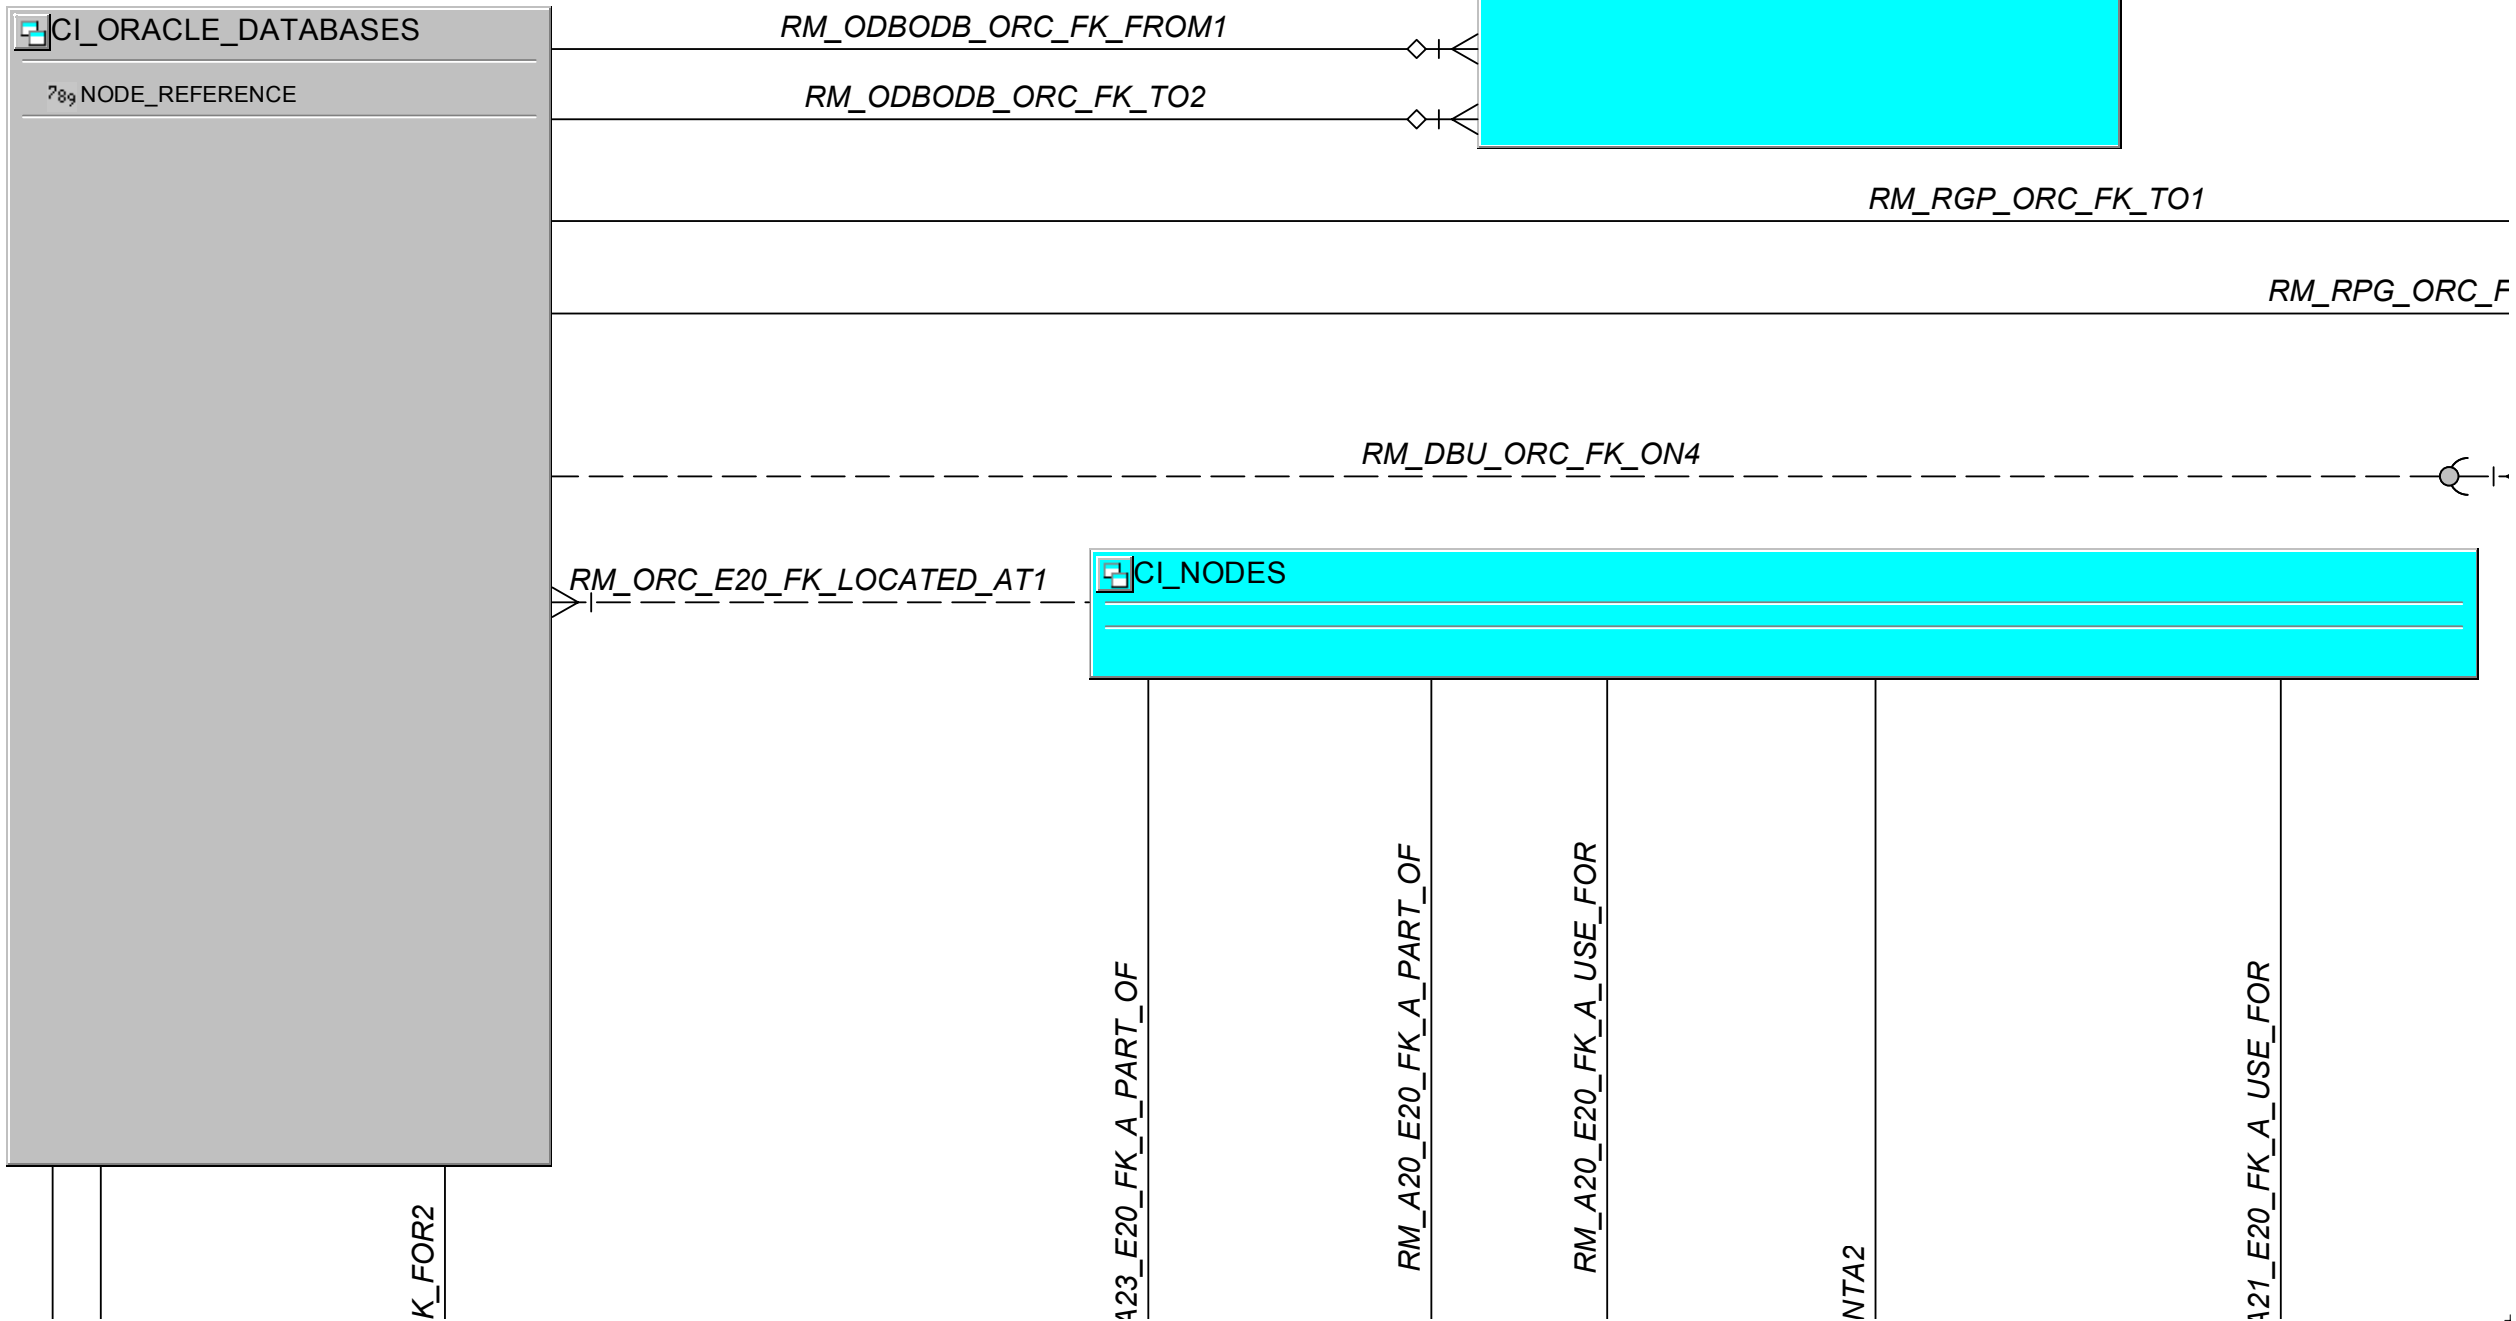 CI_ORACLE_DATABASES
789 NODE_REFERENCE
RM_ODBODB_ORC_FK_FROM1
RM_ODBODB_ORC_FK_TO2
RM_RGP_ORC_FK_TO1
RM_RPG_ORC_F
RM_DBU_ORC_FK_ON4
RM_ORC_E20_FK_LOCATED_AT1
CI_NODES
K_FOR2
A23_E20_FK_A_PART_OF
RM_A20_E20_FK_A_PART_OF
RM_A20_E20_FK_A_USE_FOR
NTA2
A21_E20_FK_A_USE_FOR